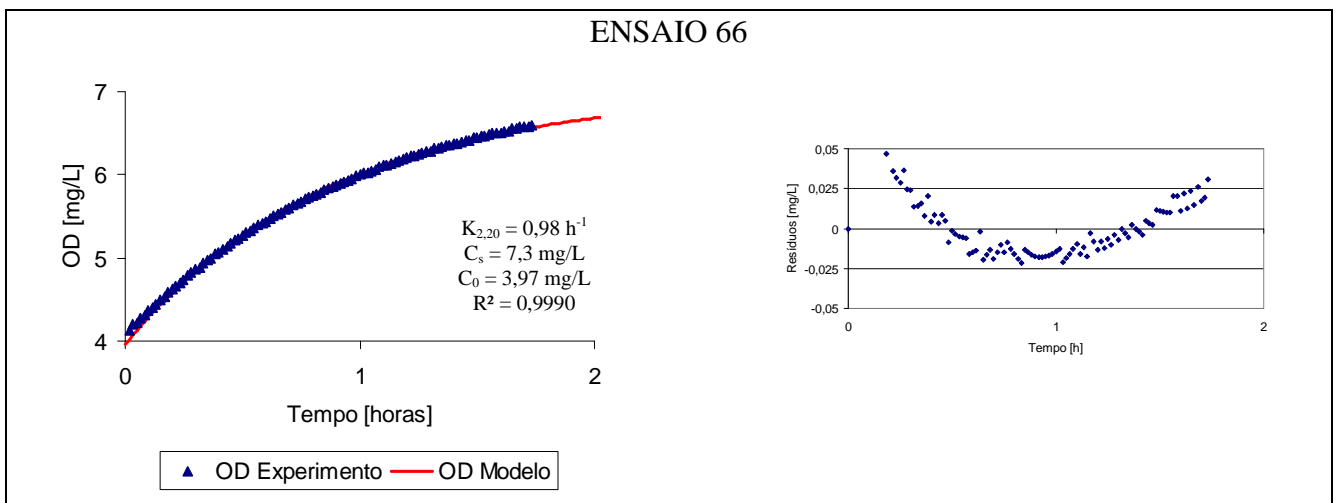 ENSAIO 66
7
6
5
4
OD [mg/L]
K2,20 = 0,98 h-1
Cs = 7,3 mg/L
C0 = 3,97 mg/L
R² = 0,9990
0
1
2
Tempo [horas]
OD Experimento
OD Modelo
0,05
0,025
0
-0,025
-0,05
Resíduos [mg/L]
0
1
2
Tempo [h]